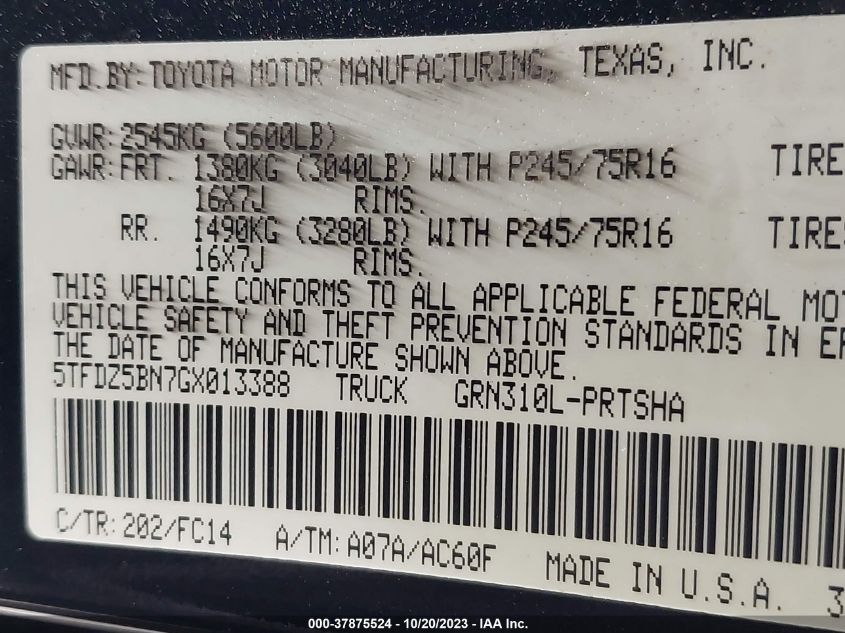 MFD. BY: TOYOTA MOTOR MANUFACTURING, TEXAS, INC.
GVWR: 2545KG (5600LB)
GAWR: FRT. 1380KG (3040LB) WITH P245/75R16 TIRE
16X7J RIMS.
RR. 1490KG (3280LB) WITH P245/75R16 TIRES
16X7J RIMS.
THIS VEHICLE CONFORMS TO ALL APPLICABLE FEDERAL MOT
VEHICLE SAFETY AND THEFT PREVENTION STANDARDS IN EF
THE DATE OF MANUFACTURE SHOWN ABOVE.
5TFDZ5BN7GX013388 TRUCK GRN310L-PRTSHA
C/TR: 202/FC14 A/TM: A07A/AC60F MADE IN U.S.A. 3
000-37875524 - 10/20/2023 - IAA Inc.